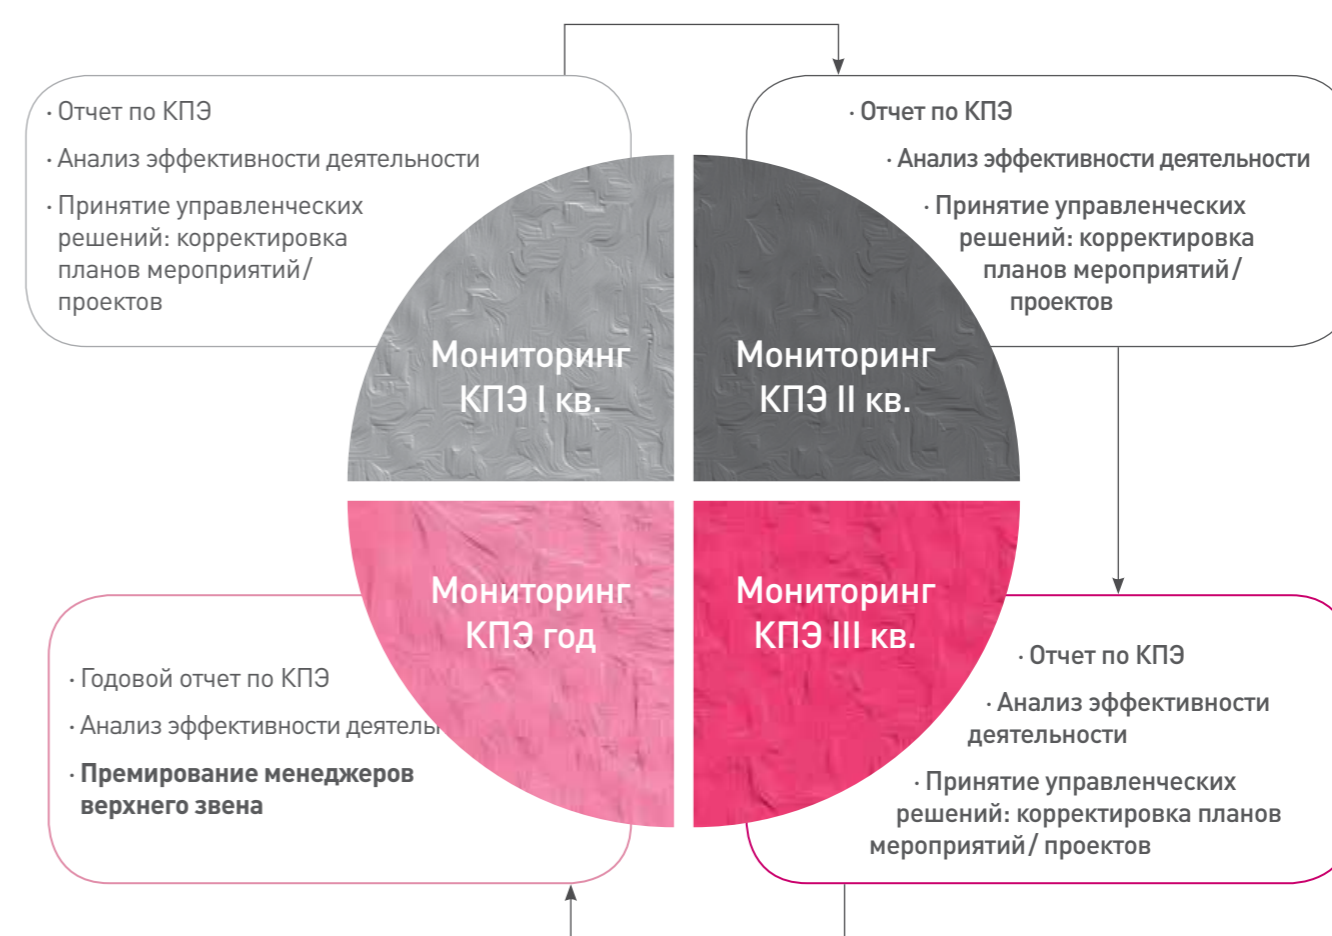 · Отчет по КПЭ
· Анализ эффективности деятельности
· Принятие управленческих
решений: корректировка
планов мероприятий/
проектов
· Отчет по КПЭ
· Анализ эффективности деятельности
· Принятие управленческих
решений: корректировка
планов мероприятий/
проектов
Мониторинг
КПЭ I кв.
Мониторинг
КПЭ II кв.
Мониторинг
КПЭ год
Мониторинг
КПЭ III кв.
· Годовой отчет по КПЭ
· Анализ эффективности деятель
· Премирование менеджеров
верхнего звена
· Отчет по КПЭ
· Анализ эффективности
деятельности
· Принятие управленческих
решений: корректировка планов
мероприятий/ проектов